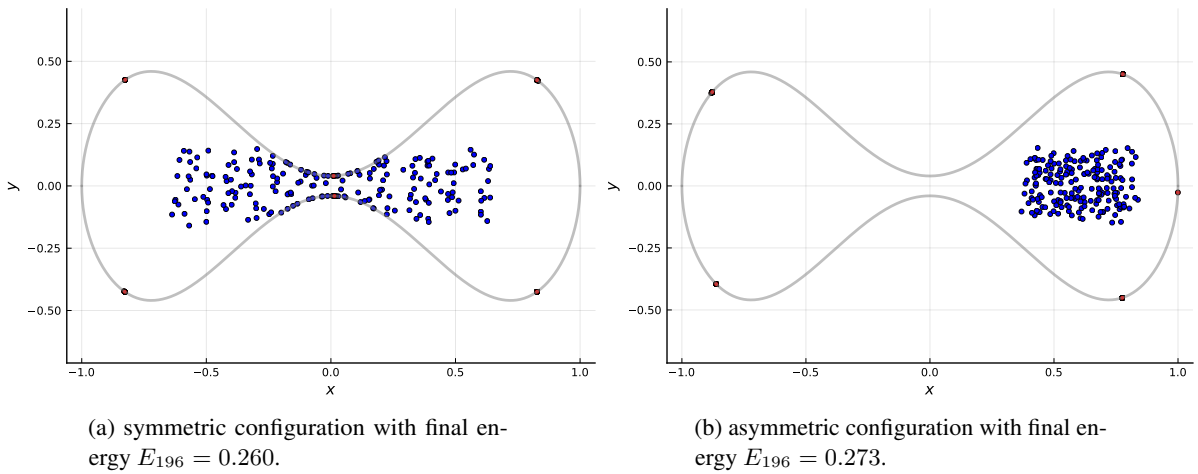 0.50
0.25
0.00
−0.25
−0.50
y
−1.0 −0.5 0.0 0.5 1.0
x
(a) symmetric configuration with final en-
ergy E₁₉₆ = 0.260.
0.50
0.25
0.00
−0.25
−0.50
y
−1.0 −0.5 0.0 0.5 1.0
x
(b) asymmetric configuration with final en-
ergy E₁₉₆ = 0.273.